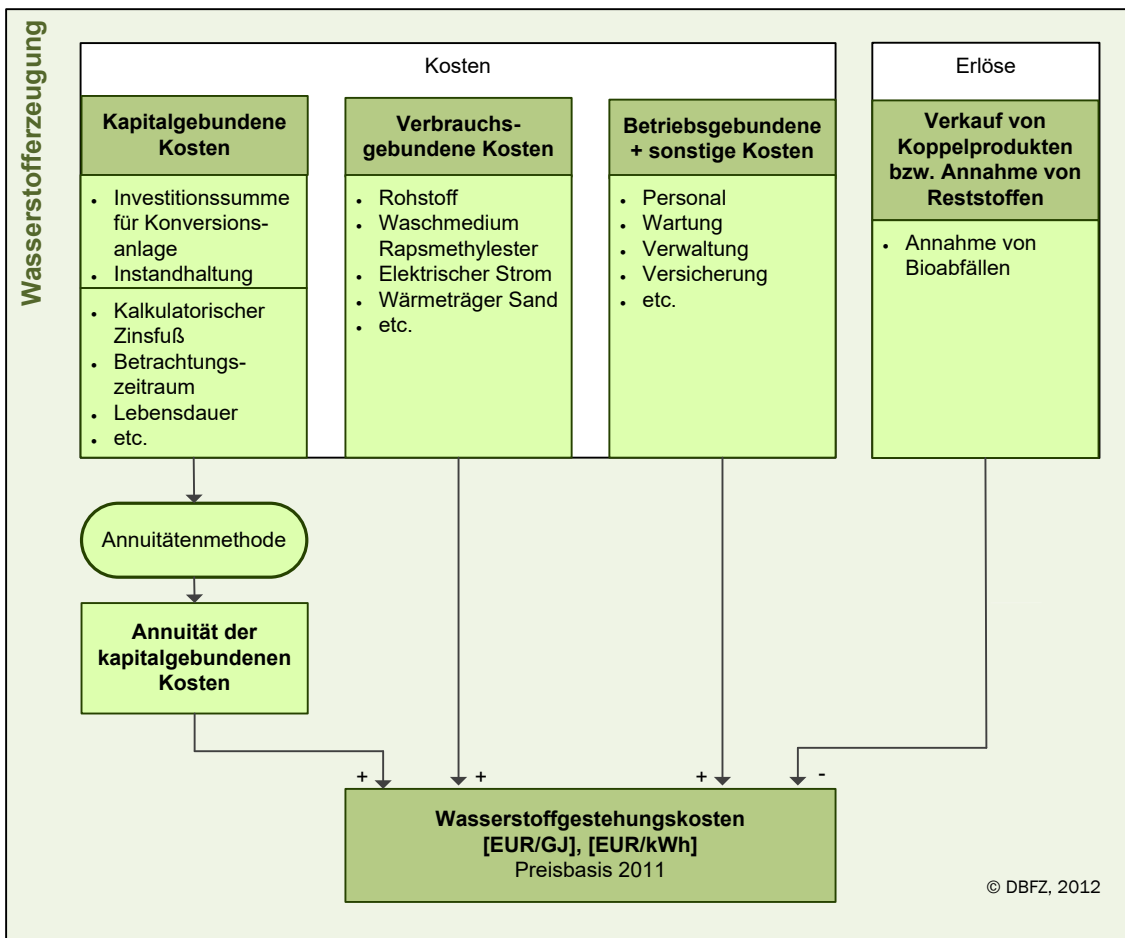 Wasserstofferzeugung
Kosten
Kapitalgebundene
Kosten
• Investitionssumme
für Konversions-
anlage
• Instandhaltung
• Kalkulatorischer
Zinsfuß
• Betrachtungs-
zeitraum
• Lebensdauer
• etc.
Verbrauchs-
gebundene Kosten
• Rohstoff
• Waschmedium
Rapsmethylester
• Elektrischer Strom
• Wärmeträger Sand
• etc.
Betriebsgebundene
+ sonstige Kosten
• Personal
• Wartung
• Verwaltung
• Versicherung
• etc.
Erlöse
Verkauf von
Koppelprodukten
bzw. Annahme von
Reststoffen
• Annahme von
Bioabfällen
Annuitätenmethode
Annuität der
kapitalgebundenen
Kosten
+ + + -
Wasserstoffgestehungskosten
[EUR/GJ], [EUR/kWh]
Preisbasis 2011
© DBFZ, 2012